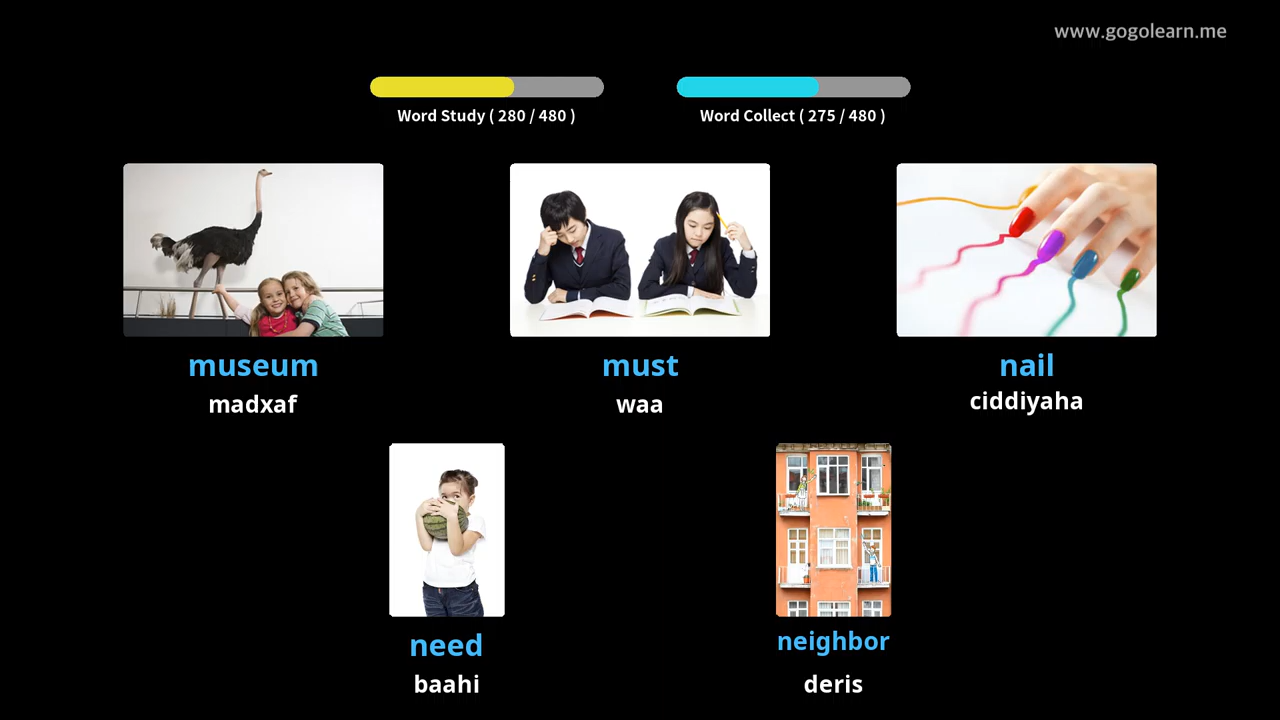 www.gogolearn.me
Word Study ( 280 / 480 )
Word Collect ( 275 / 480 )
museum
madxaf
must
waa
nail
ciddiyaha
need
baahi
neighbor
deris